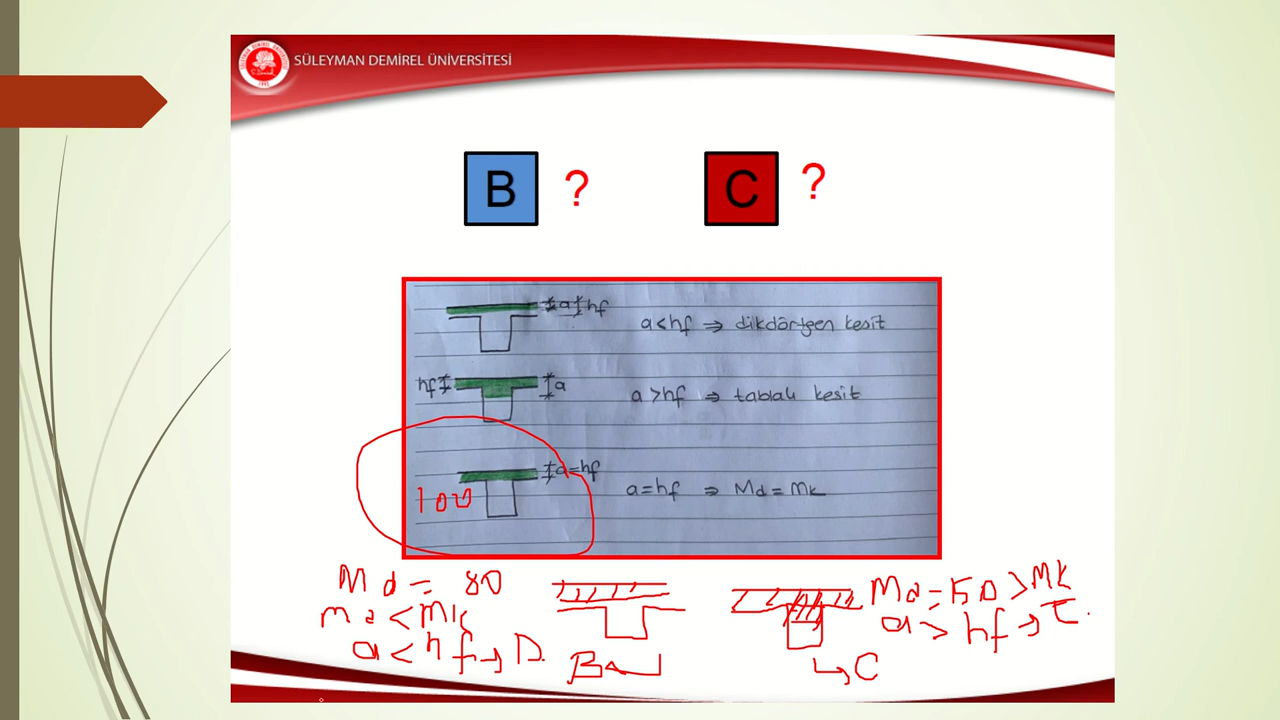 SÜLEYMAN DEMİREL ÜNİVERSİTESİ
B ? C ?
a hf
a<hf ⇒ dikdörtgen kesit
hf a
a>hf ⇒ tablalı kesit
a=hf
100
a=hf ⇒ Md=Mk
Md= 80
Md<Mk
a<hf→D.
B
Md= >Mk
a>hf→T.
C